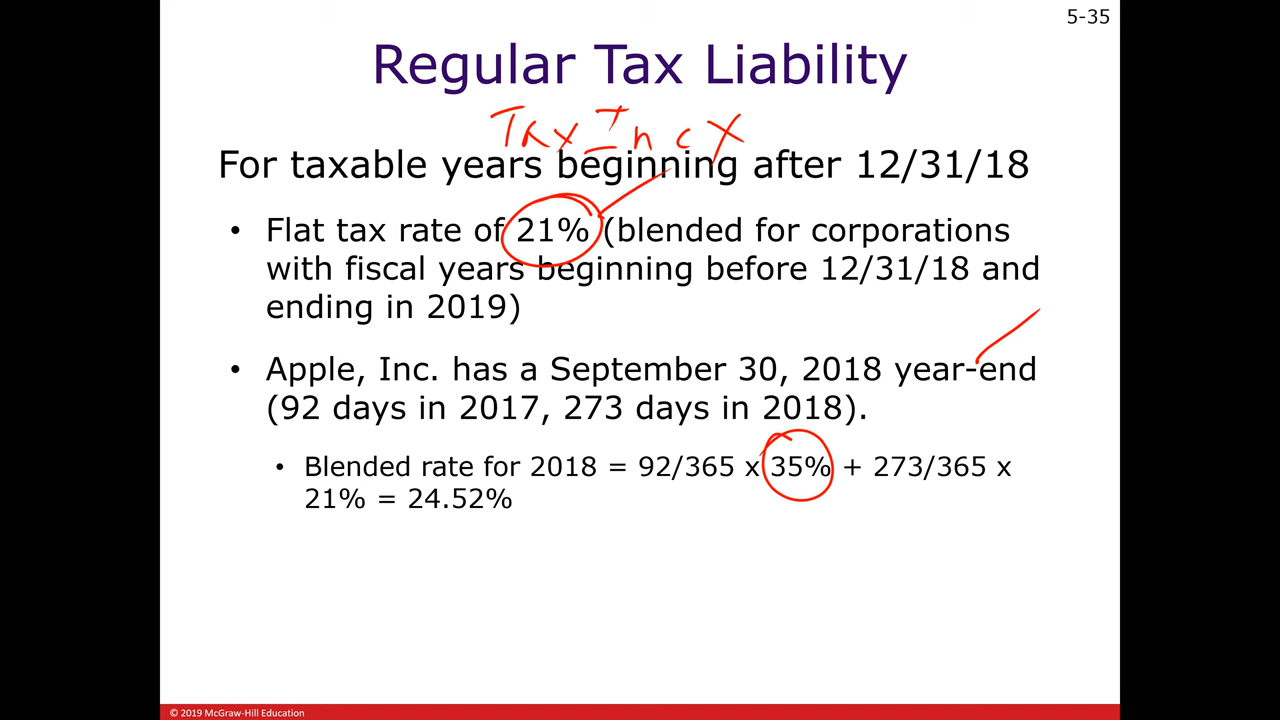 5-35
Regular Tax Liability
Tax Inc X
For taxable years beginning after 12/31/18
• Flat tax rate of 21% (blended for corporations
with fiscal years beginning before 12/31/18 and
ending in 2019)
• Apple, Inc. has a September 30, 2018 year-end
(92 days in 2017, 273 days in 2018).
• Blended rate for 2018 = 92/365 x 35% + 273/365 x
21% = 24.52%
© 2019 McGraw-Hill Education